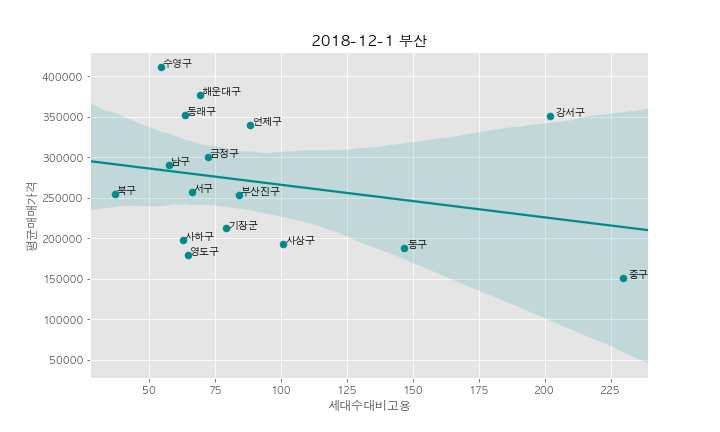 2018-12-1 부산
수영구
해운대구
동래구
언제구
강서구
금정구
남구
북구
서구
부산진구
기장군
사하구
사상구
영도구
동구
중구
400000
350000
300000
250000
200000
150000
100000
50000
평균매매가격
50
75
100
125
150
175
200
225
세대수대비고용